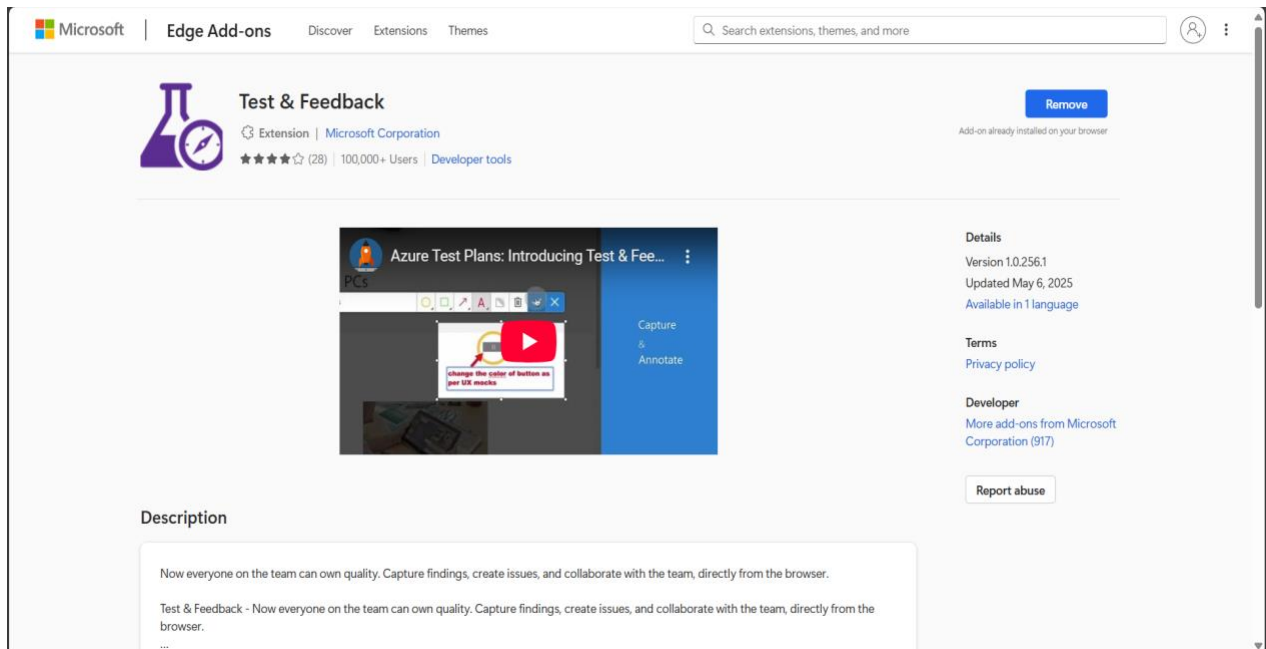 Microsoft
Edge Add-ons
Discover
Extensions
Themes
Search extensions, themes, and more
Test & Feedback
Extension | Microsoft Corporation
(28) | 100,000+ Users | Developer tools
Remove
Add-on already installed on your browser
Azure Test Plans: Introducing Test & Fee...
PCs
A
Capture
&
Annotate
change the color of button as
per UX mocks
Details
Version 1.0.256.1
Updated May 6, 2025
Available in 1 language
Terms
Privacy policy
Developer
More add-ons from Microsoft
Corporation (917)
Report abuse
Description
Now everyone on the team can own quality. Capture findings, create issues, and collaborate with the team, directly from the browser.
Test & Feedback - Now everyone on the team can own quality. Capture findings, create issues, and collaborate with the team, directly from the
browser.
...